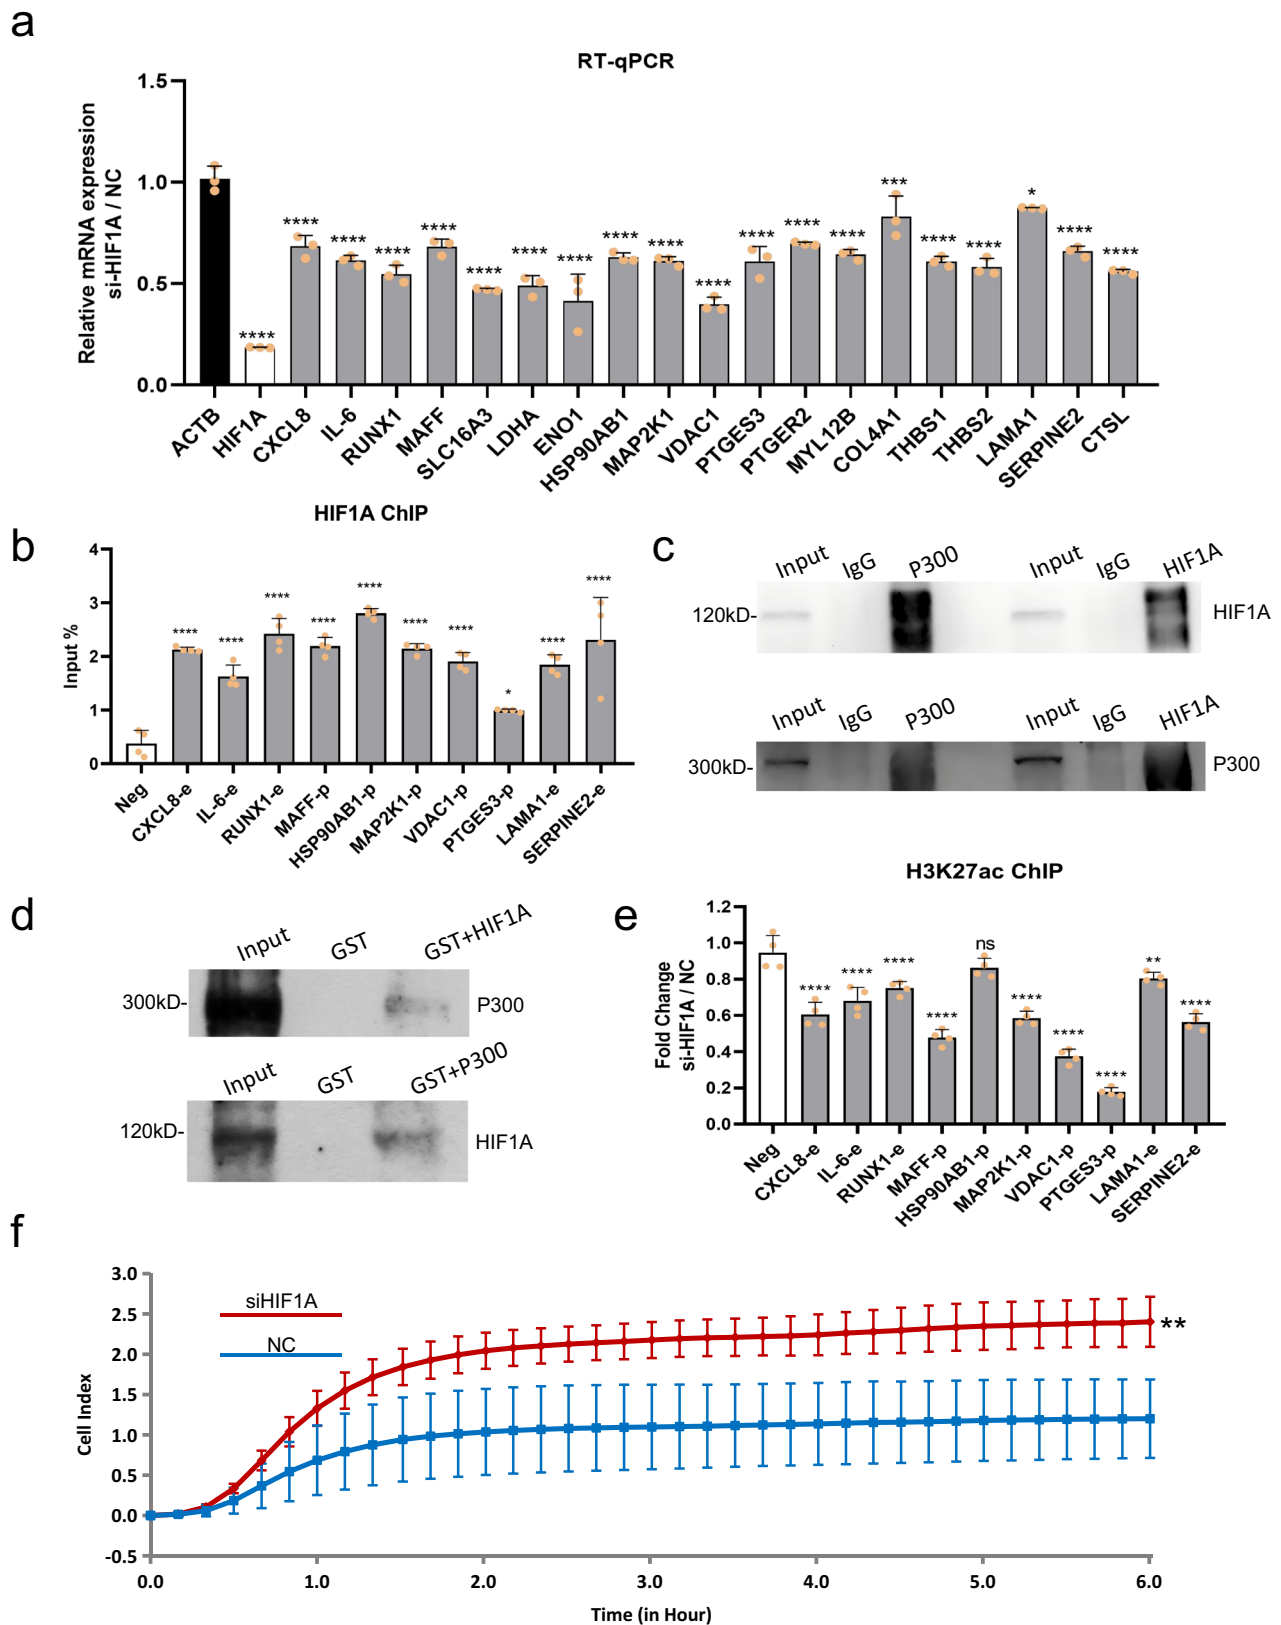 a
RT-qPCR
Relative mRNA expression
si-HIF1A / NC
1.5
1.0
0.5
0.0
****
****
****
****
****
****
****
****
****
****
****
****
****
****
***
****
****
*
****
****
ACTB
HIF1A
CXCL8
IL-6
RUNX1
MAFF
SLC16A3
LDHA
ENO1
HSP90AB1
MAP2K1
VDAC1
PTGES3
PTGER2
MYL12B
COL4A1
THBS1
THBS2
LAMA1
SERPINE2
CTSL
b
HIF1A ChIP
Input %
4
3
2
1
0
****
****
****
****
****
****
****
*
****
****
Neg
CXCL8-e
IL-6-e
RUNX1-e
MAFF-p
HSP90AB1-p
MAP2K1-p
VDAC1-p
PTGES3-p
LAMA1-e
SERPINE2-e
c
Input IgG P300 Input IgG HIF1A
120kD-
HIF1A
Input IgG P300 Input IgG HIF1A
300kD-
P300
d
Input GST GST+HIF1A
300kD-
P300
Input GST GST+P300
120kD-
HIF1A
e
H3K27ac ChIP
Fold Change
si-HIF1A / NC
1.2
1.0
0.8
0.6
0.4
0.2
0.0
****
****
****
****
ns
****
****
****
**
****
Neg
CXCL8-e
IL-6-e
RUNX1-e
MAFF-p
HSP90AB1-p
MAP2K1-p
VDAC1-p
PTGES3-p
LAMA1-e
SERPINE2-e
f
Cell Index
3.0
2.5
2.0
1.5
1.0
0.5
0.0
-0.5
siHIF1A
NC
**
0.0 1.0 2.0 3.0 4.0 5.0 6.0
Time (in Hour)